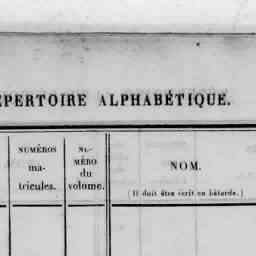 ÉPERTOIRE ALPHABÉTIQUE.
NUMÉROS
ma-
tricules.
NU-
MÉRO
du
volume.
NOM.
(Il doit être écrit en bâtarde.)